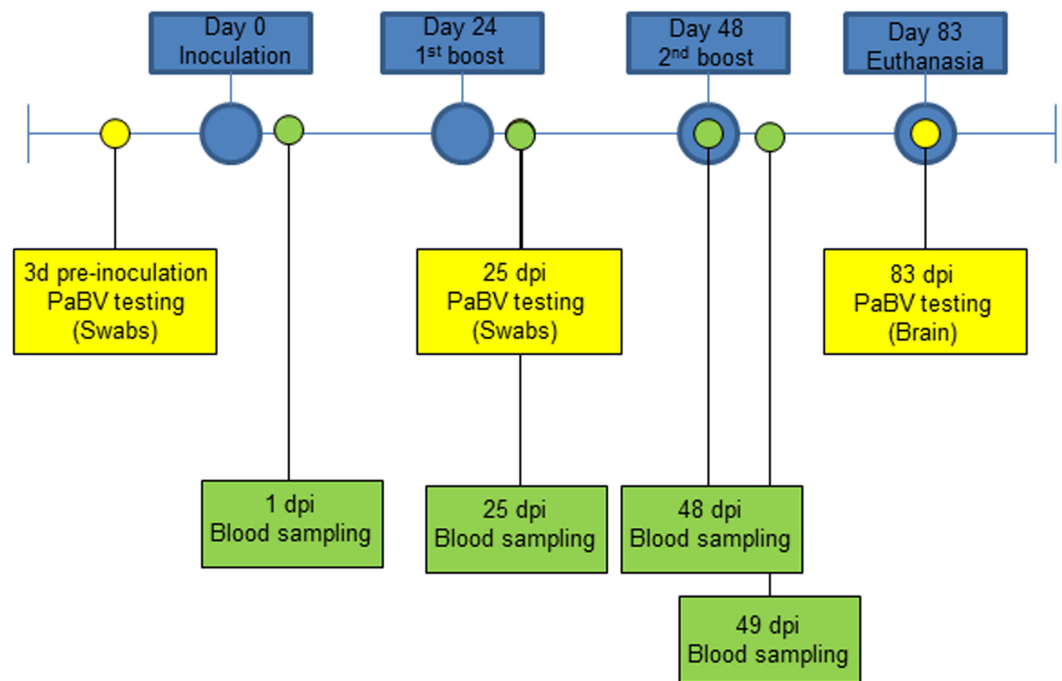 Day 0
Inoculation
Day 24
1st boost
Day 48
2nd boost
Day 83
Euthanasia
3d pre-inoculation
PaBV testing
(Swabs)
25 dpi
PaBV testing
(Swabs)
83 dpi
PaBV testing
(Brain)
1 dpi
Blood sampling
25 dpi
Blood sampling
48 dpi
Blood sampling
49 dpi
Blood sampling